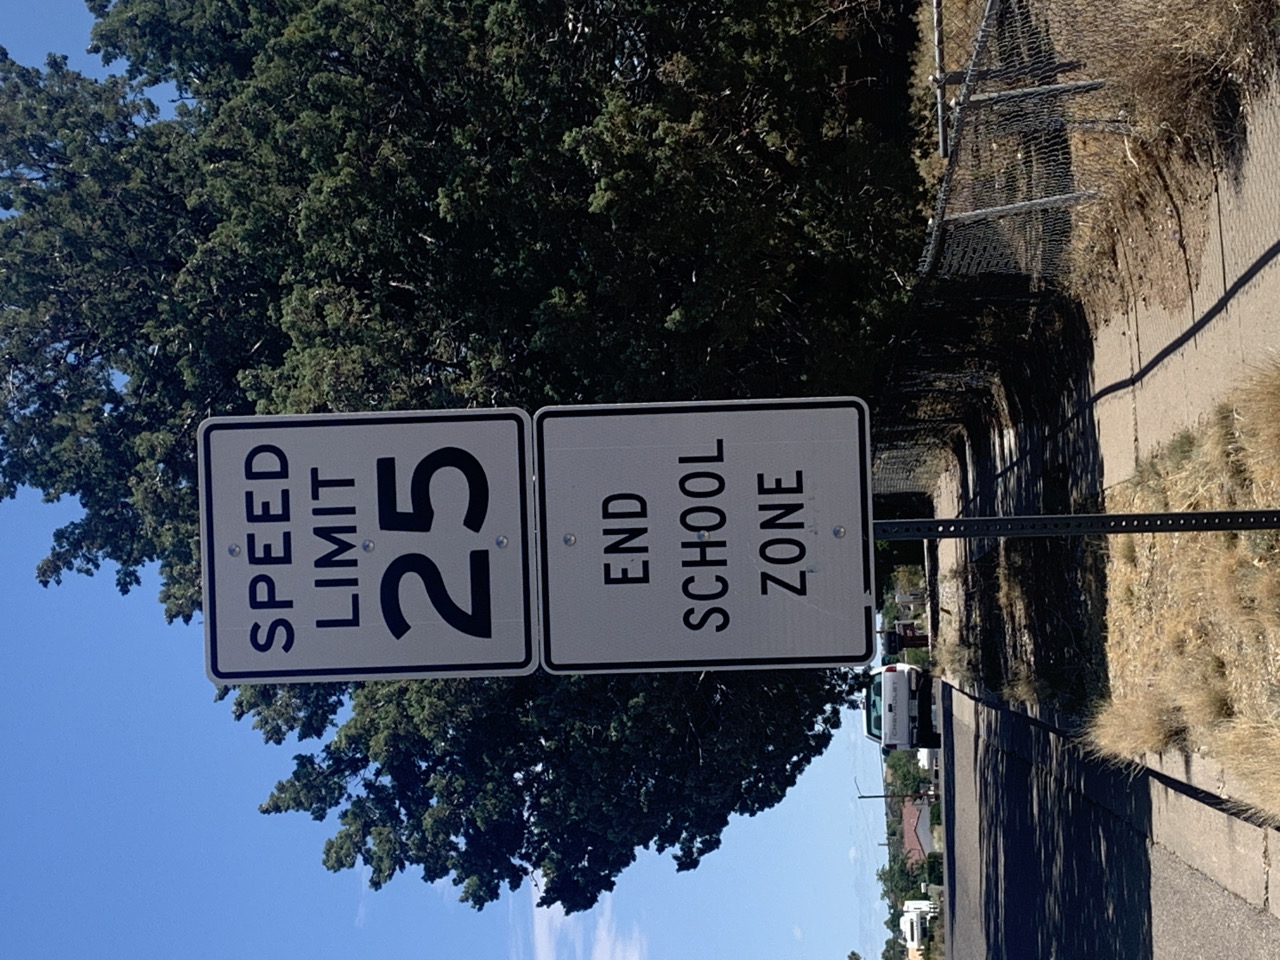 SPEED
LIMIT
25
END
SCHOOL
ZONE